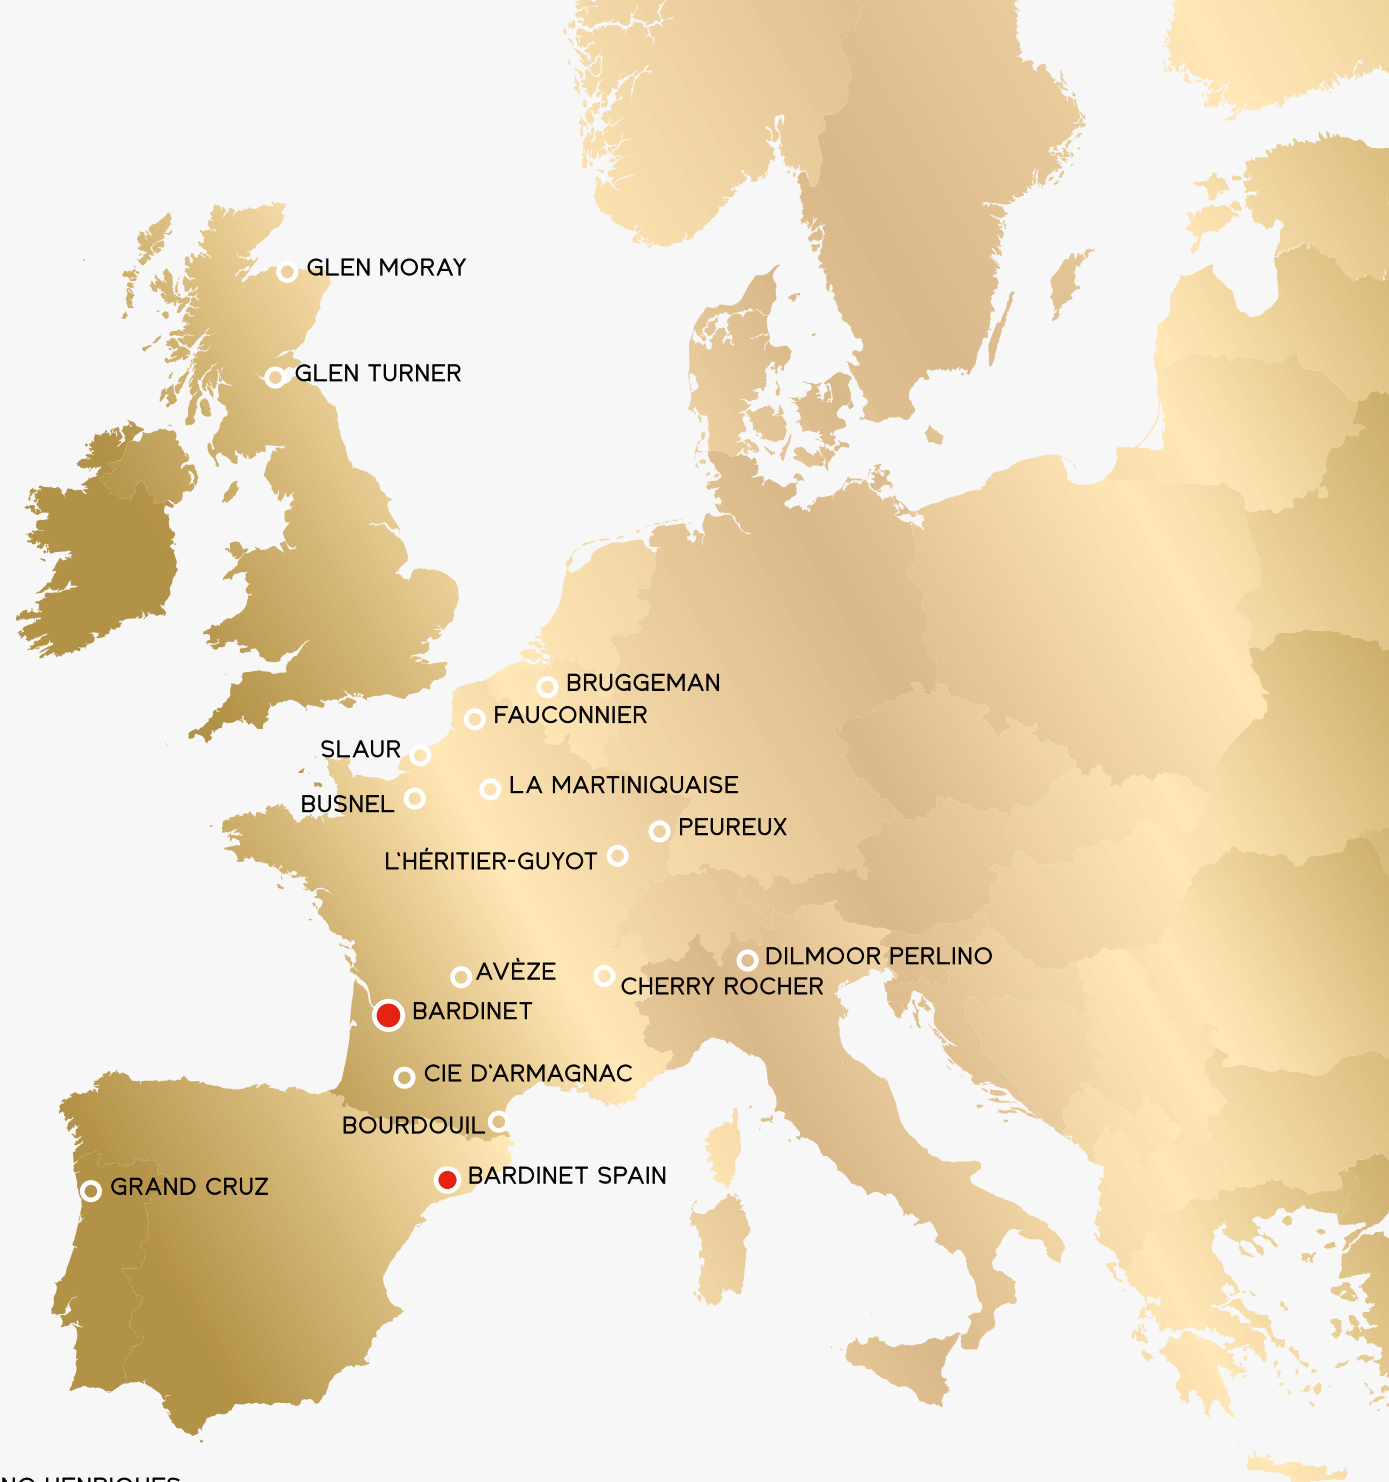 GLEN MORAY
GLEN TURNER
BRUGGEMAN
FAUCONNIER
SLAUR
LA MARTINIQUAISE
BUSNEL
PEUREUX
L'HÉRITIER-GUYOT
DILMOOR PERLINO
AVÈZE
CHERRY ROCHER
BARDINET
CIE D'ARMAGNAC
BOURDOUIL
BARDINET SPAIN
GRAND CRUZ
HENRIQUES